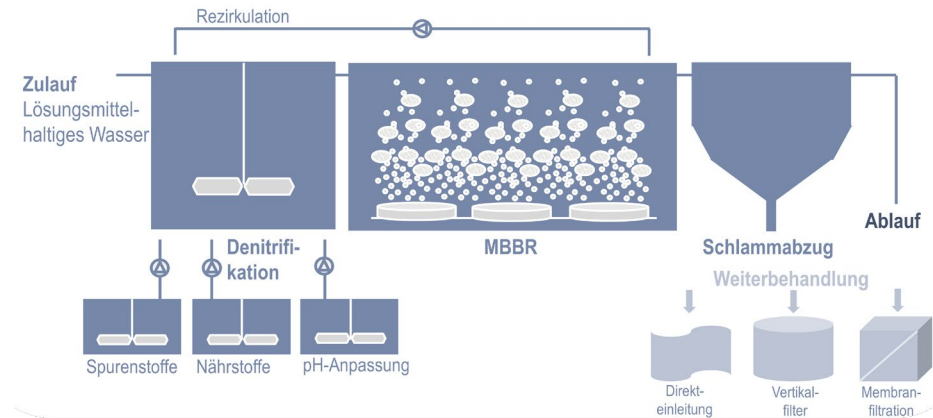 Rezirkulation
Zulauf
Lösungsmittel-
haltiges Wasser
Denitrifi-
kation
MBBR
Schlammabzug
Ablauf
Weiterbehandlung
Spurenstoffe
Nährstoffe
pH-Anpassung
Direkt-
einleitung
Vertikal-
filter
Membran-
filtration